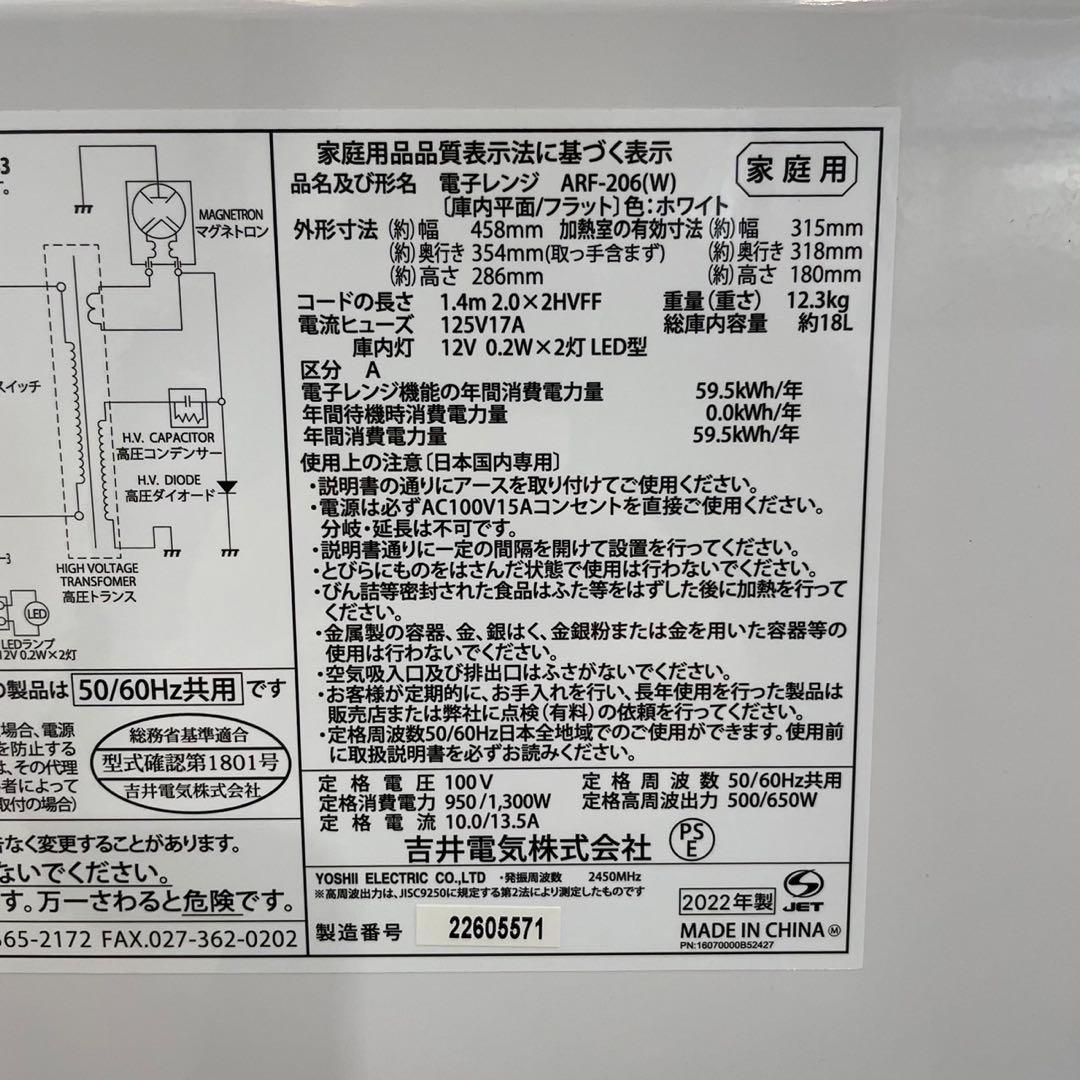 3
。
MAGNETRON
マグネトロン
スイッチ
H.V. CAPACITOR
高圧コンデンサー
H.V. DIODE
高圧ダイオード
-3
HIGH VOLTAGE
TRANSFOMER
高圧トランス
LED
LEDランプ
12V 0.2W×2灯
の製品は 50/60Hz共用 です
場合、電源
を防止する
は、その代理
者によって
取付の場合)
総務省基準適合
型式確認第1801号
吉井電気株式会社
なく変更することがあります。
ないでください。
す。万一さわると危険です。
65-2172 FAX.027-362-0202
家庭用品品質表示法に基づく表示
家庭用
品名及び形名 電子レンジ ARF-206(W)
〔庫内平面/フラット〕色:ホワイト
外形寸法 (約)幅 458mm 加熱室の有効寸法 (約)幅 315mm
(約)奥行き 354mm(取っ手含まず) (約)奥行き 318mm
(約)高さ 286mm (約)高さ 180mm
コードの長さ 1.4m 2.0×2HVFF 重量(重さ) 12.3kg
電流ヒューズ 125V17A 総庫内容量 約18L
庫内灯 12V 0.2W×2灯 LED型
区分 A
電子レンジ機能の年間消費電力量 59.5kWh/年
年間待機時消費電力量 0.0kWh/年
年間消費電力量 59.5kWh/年
使用上の注意〔日本国内専用〕
・説明書の通りにアースを取り付けてご使用ください。
・電源は必ずAC100V15Aコンセントを直接ご使用ください。
分岐・延長は不可です。
・説明書通りに一定の間隔を開けて設置を行ってください。
・とびらにものをはさんだ状態で使用は行わないでください。
・びん詰等密封された食品はふた等をはずした後に加熱を行って
ください。
・金属製の容器、金、銀はく、金銀粉または金を用いた容器等の
使用は行わないでください。
・空気吸入口及び排出口はふさがないでください。
・お客様が定期的に、お手入れを行い、長年使用を行った製品は
販売店または弊社に点検(有料)の依頼を行ってください。
・定格周波数50/60Hz日本全地域でのご使用ができます。使用前
に取扱説明書を必ずお読みください。
定格電圧 100V 定格周波数 50/60Hz共用
定格消費電力 950/1,300W 定格高周波出力 500/650W
定格電流 10.0/13.5A
吉井電気株式会社 PSE
YOSHII ELECTRIC CO.,LTD ・発振周波数 2450MHz
※高周波出力は、JISC9250に規定する第2法により測定したものです
2022年製 JET
製造番号 22605571
MADE IN CHINA Ⓜ
PN:16070000B52427